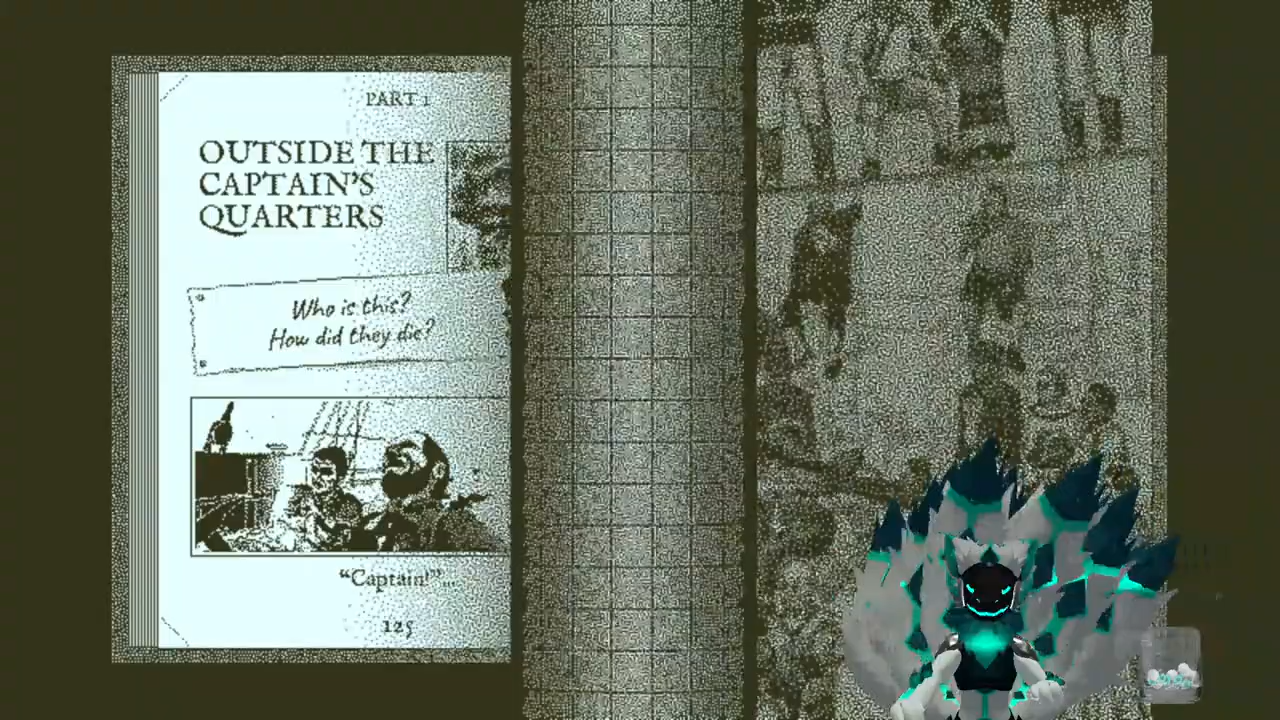 PART 1
OUTSIDE THE
CAPTAIN'S
QUARTERS
Who is this?
How did they die?
"Captain!"...
125